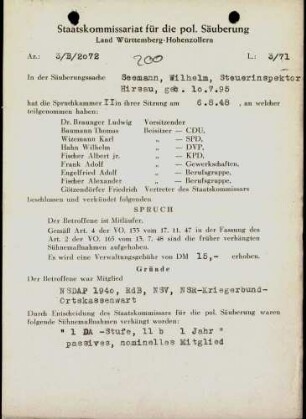 Staatskommissariat für die pol. Säuberung
Land Württemberg-Hohenzollern
Az.: 3/B/2072
L.: 3/71
200
In der Säuberungssache Seemann, Wilhelm, Steuerinspektor
Hirsau, geb. 10.7.95
hat die Spruchkammer II in ihrer Sitzung am 6.8.48, an welcher
teilgenommen haben:
Dr. Ludwig Vorsitzender
Baumann Thomas Beisitzer — CDU,
Wizemann Karl „ — SPD,
Hahn Wilhelm „ — DVP,
Fischer Albert jr. „ — KPD,
Frank Adolf „ — Gewerkschaften,
Engelfried Adolf „ — Berufsgruppe,
Fischer Alexander „ — Berufsgruppe,
Götzendörfer Friedrich Vertreter des Staatskommissars
beschlossen und verkündet folgenden
SPRUCH
Der Betroffene ist Mitläufer.
Gemäß Art. 4 der VO. 133 vom 17. 11. 47 in der Fassung des
Art. 2 der VO. 165 vom 13. 7. 48 sind die früher verhängten
Sühnemaßnahmen aufgehoben.
Es wird eine Verwaltungsgebühr von DM 15,- erhoben.
Gründe
Der Betroffene war Mitglied
NSDAP 1940, RdB, NSV, NSR-Kriegerbund-
Ortskassenwart
Durch Entscheidung des Staatskommissars für die pol. Säuberung waren
folgende Sühnemaßnahmen verhängt worden:
" 1 DA -Stufe, 11 b 1 Jahr "
passives, nominelles Mitglied